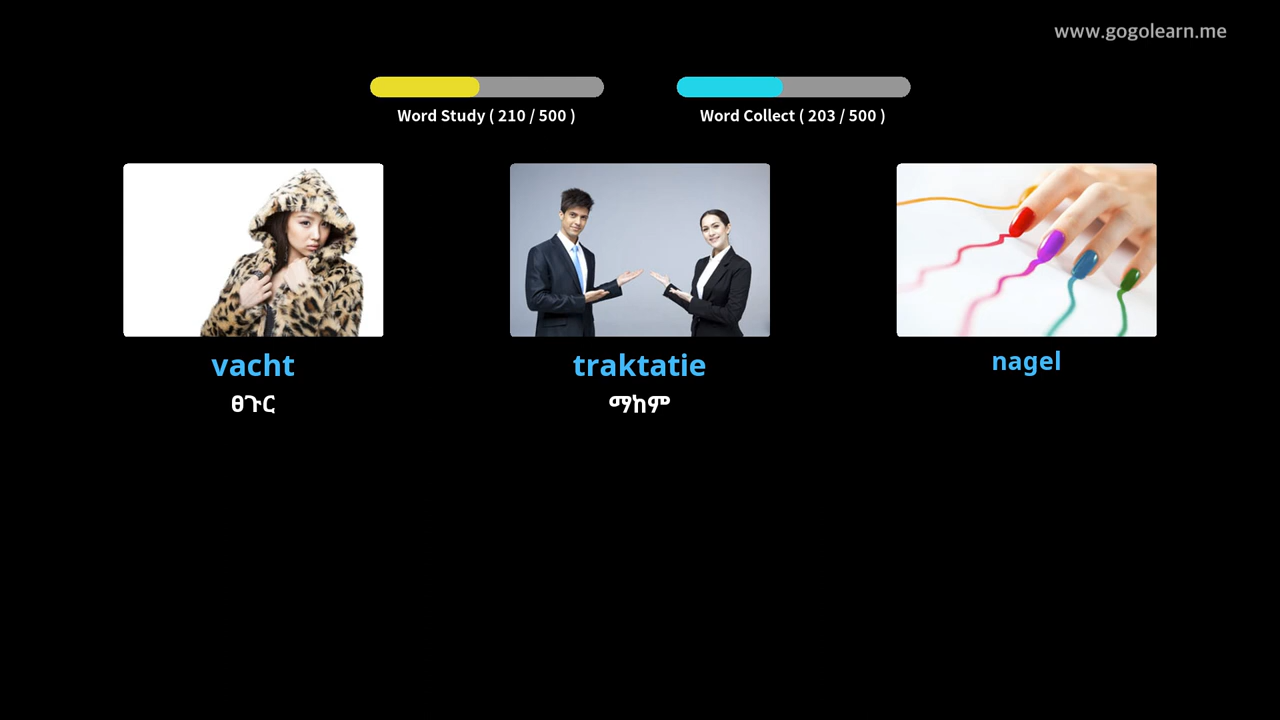 www.gogolearn.me
Word Study ( 210 / 500 )
Word Collect ( 203 / 500 )
vacht
traktatie
nagel
ፀጉር
ማከም